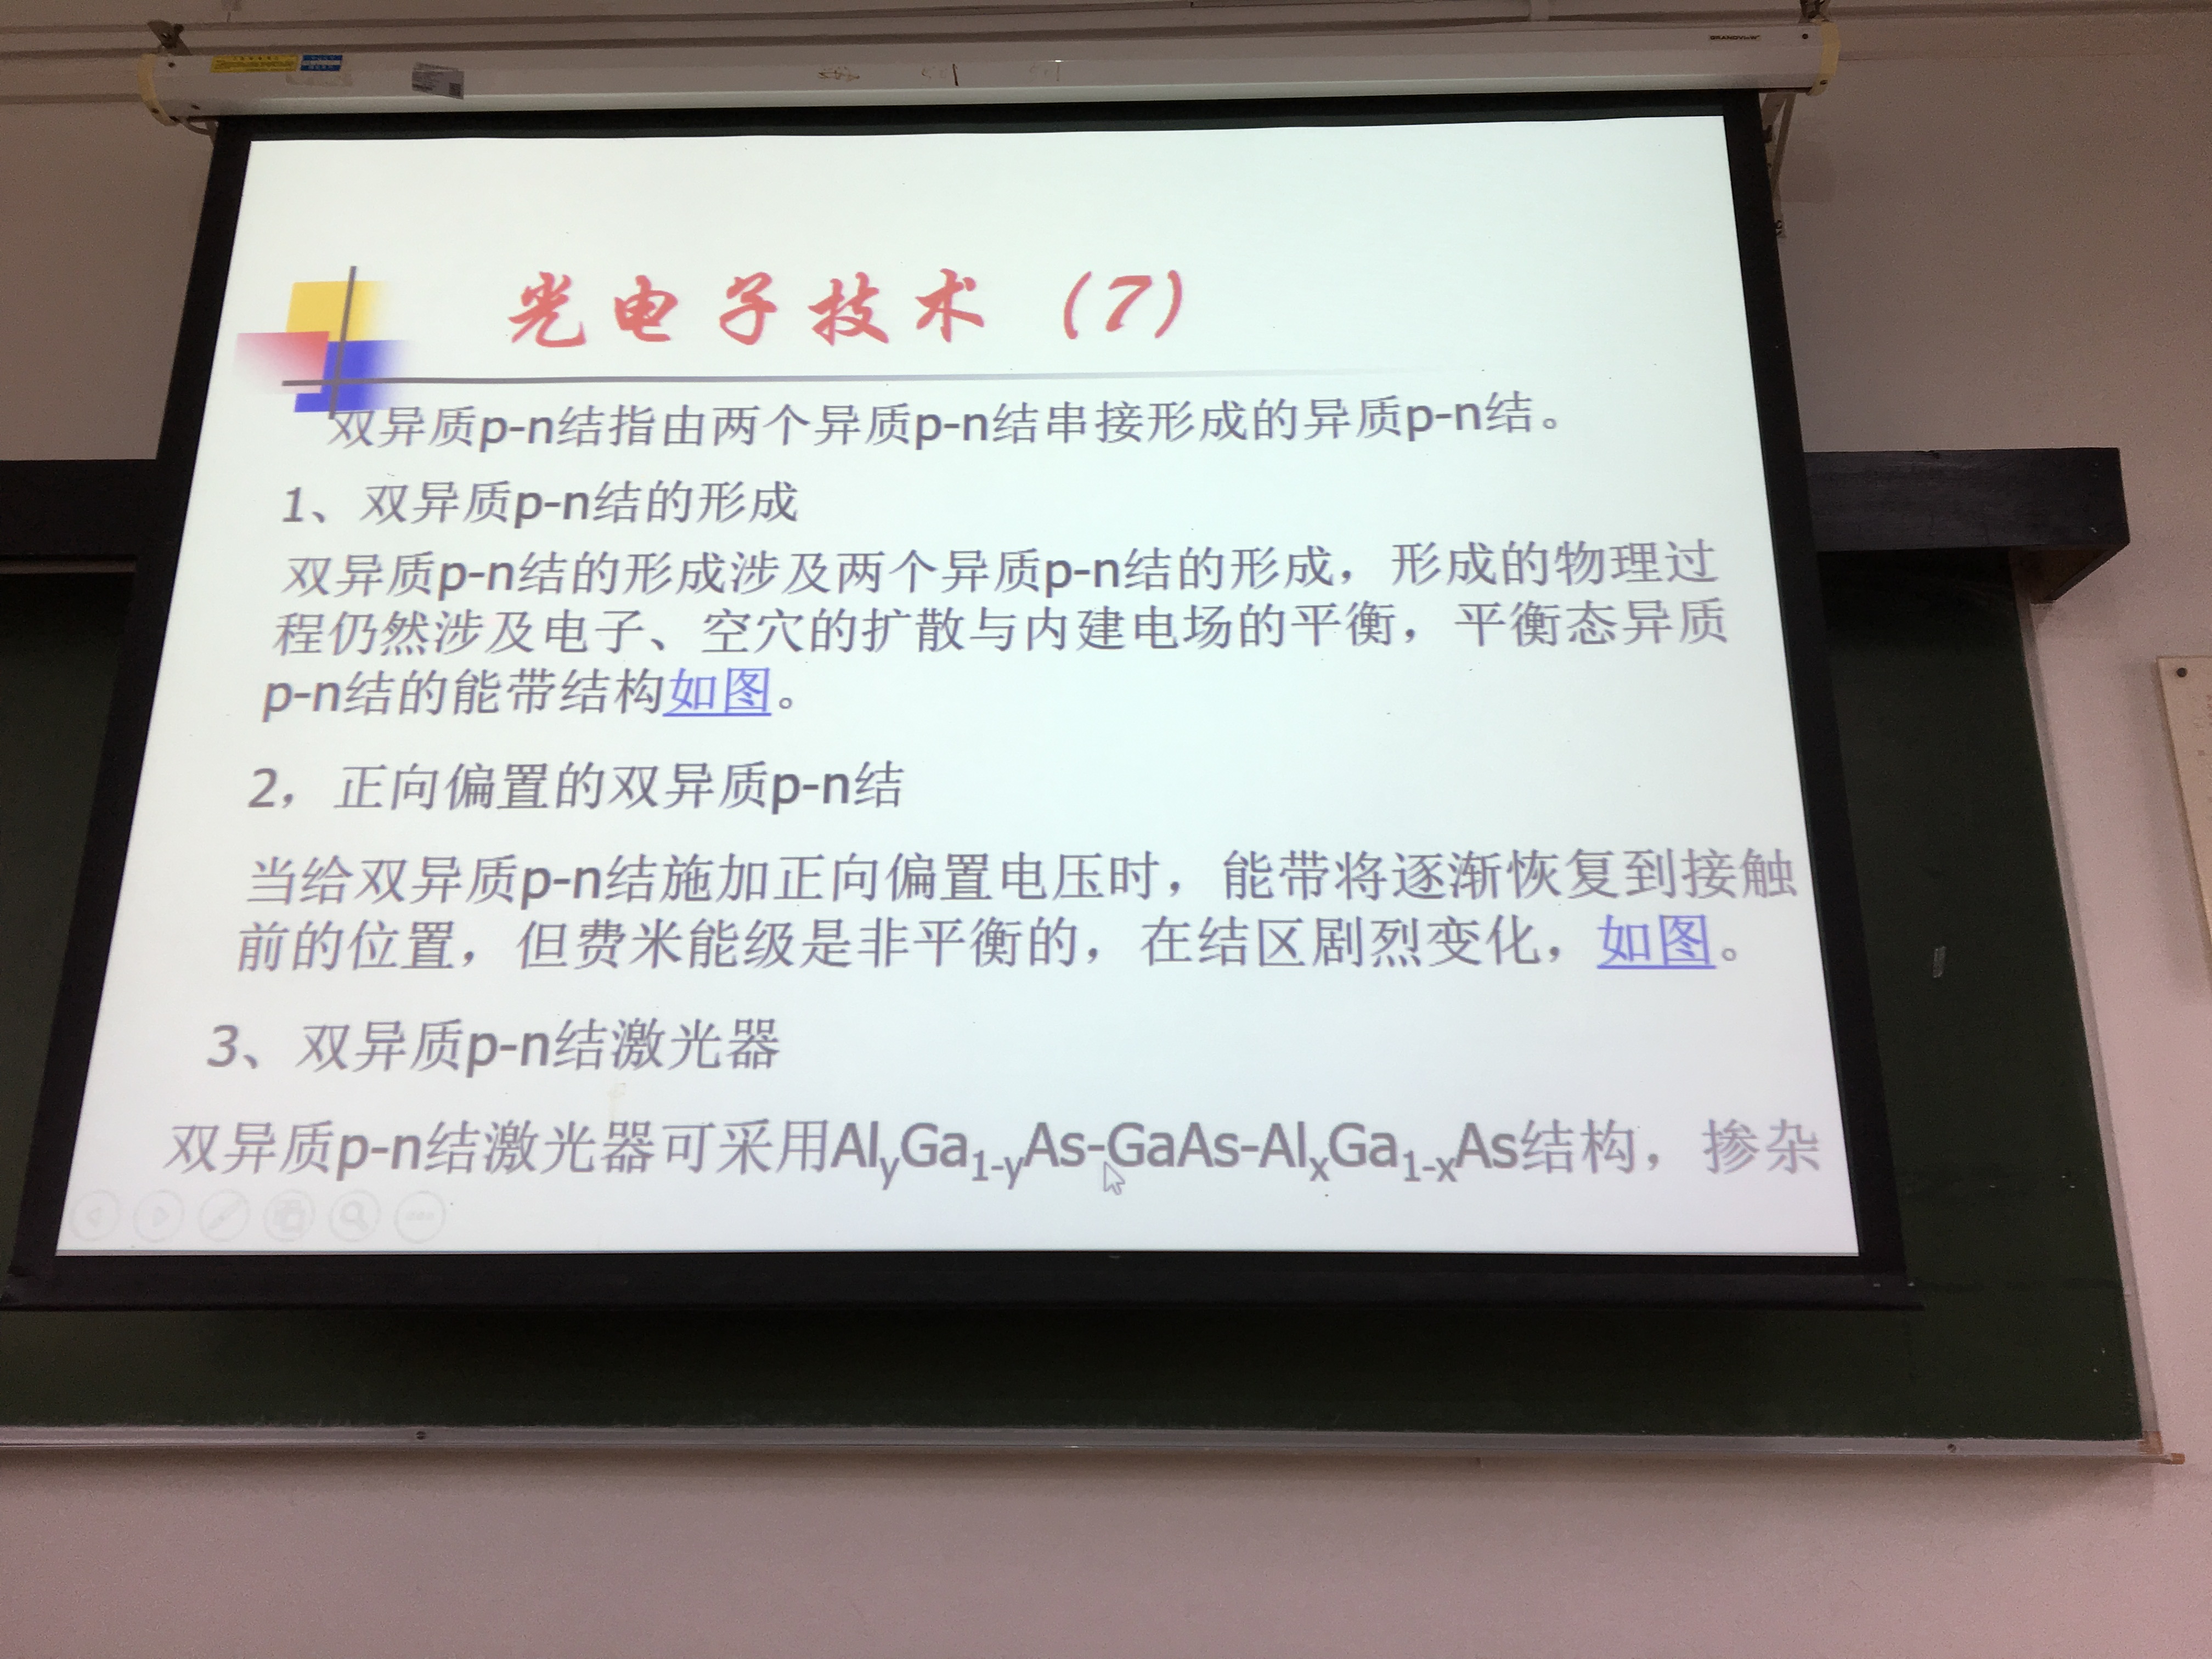 光电子技术（7）
双异质p-n结指由两个异质p-n结串接形成的异质p-n结。
1、双异质p-n结的形成
双异质p-n结的形成涉及两个异质p-n结的形成，形成的物理过
程仍然涉及电子、空穴的扩散与内建电场的平衡，平衡态异质
p-n结的能带结构如图。
2，正向偏置的双异质p-n结
当给双异质p-n结施加正向偏置电压时，能带将逐渐恢复到接触
前的位置，但费米能级是非平衡的，在结区剧烈变化，如图。
3、双异质p-n结激光器
双异质p-n结激光器可采用AlyGa1-yAs-GaAs-AlxGa1-xAs结构，掺杂